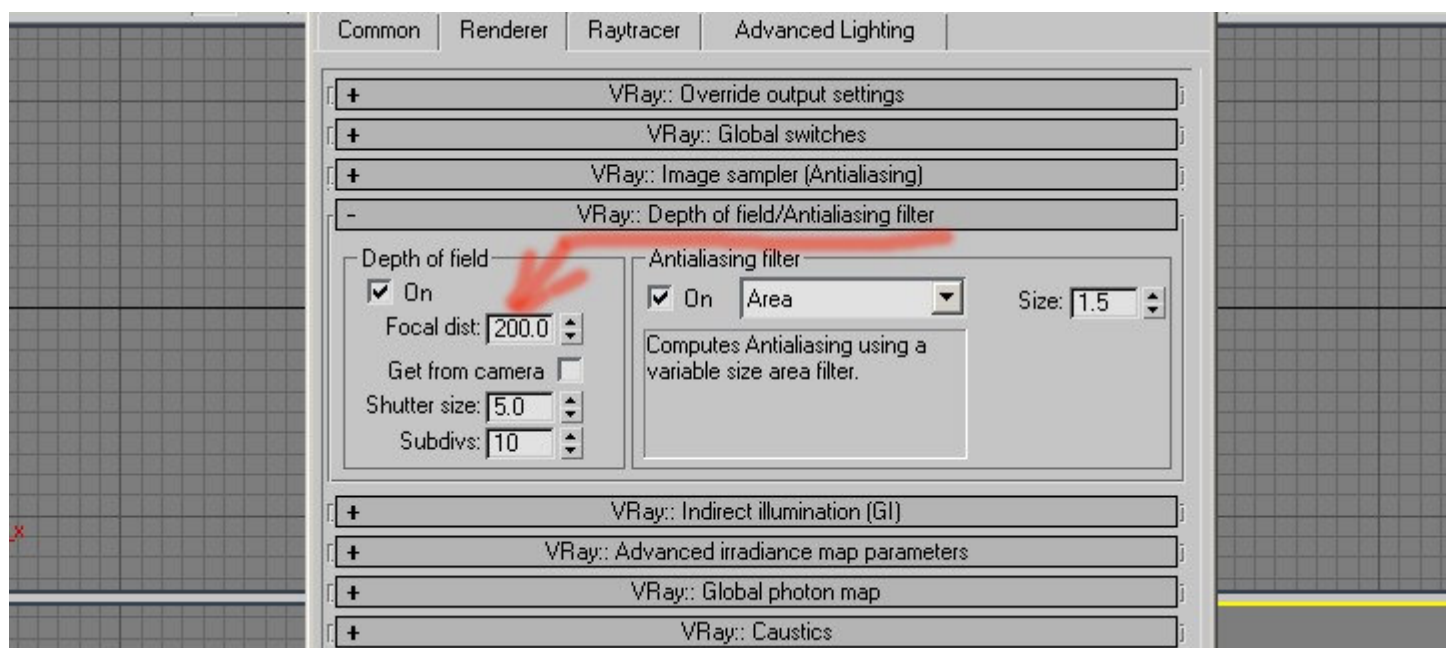 Common Renderer Raytracer Advanced Lighting
+ VRay:: Override output settings
+ VRay:: Global switches
+ VRay:: Image sampler (Antialiasing)
- VRay:: Depth of field/Antialiasing filter
Depth of field
On
Focal dist: 200.0
Get from camera
Shutter size: 5.0
Subdivs: 10
Antialiasing filter
On Area Size: 1.5
Computes Antialiasing using a
variable size area filter.
+ VRay:: Indirect illumination (GI)
+ VRay:: Advanced irradiance map parameters
+ VRay:: Global photon map
+ VRay:: Caustics
x